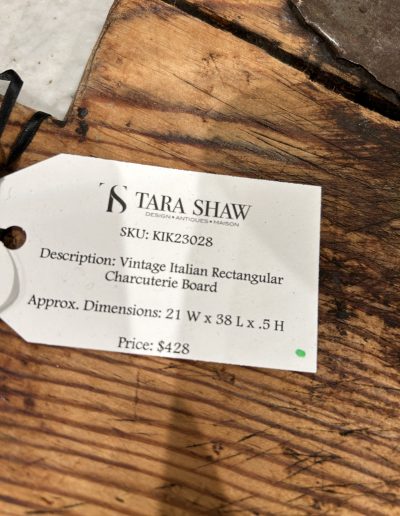 TS TARA SHAW
DESIGN • ANTIQUES • MAISON
SKU: KIK23028
Description: Vintage Italian Rectangular
Charcuterie Board
Approx. Dimensions: 21 W x 38 L x .5 H
Price: $428